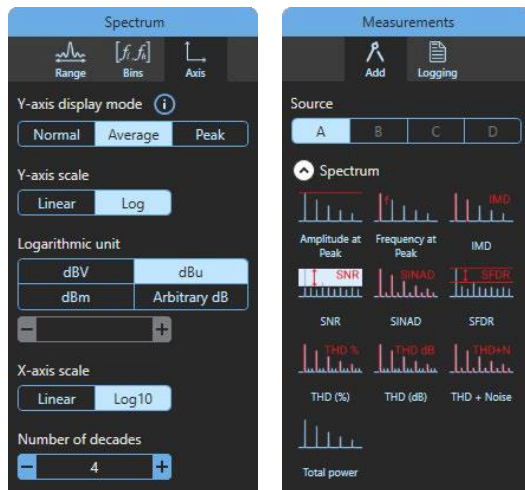 Spectrum
[f₁ fₙ]
Range Bins Axis
Y-axis display mode i
Normal Average Peak
Y-axis scale
Linear Log
Logarithmic unit
dBV dBu
dBm Arbitrary dB
- +
X-axis scale
Linear Log10
Number of decades
- 4 +
Measurements
Add Logging
Source
A B C D
Spectrum
f IMD
Amplitude at Peak Frequency at Peak IMD
SNR SINAD SFDR
SNR SINAD SFDR
THD % THD dB THD+N
THD (%) THD (dB) THD + Noise
Total power